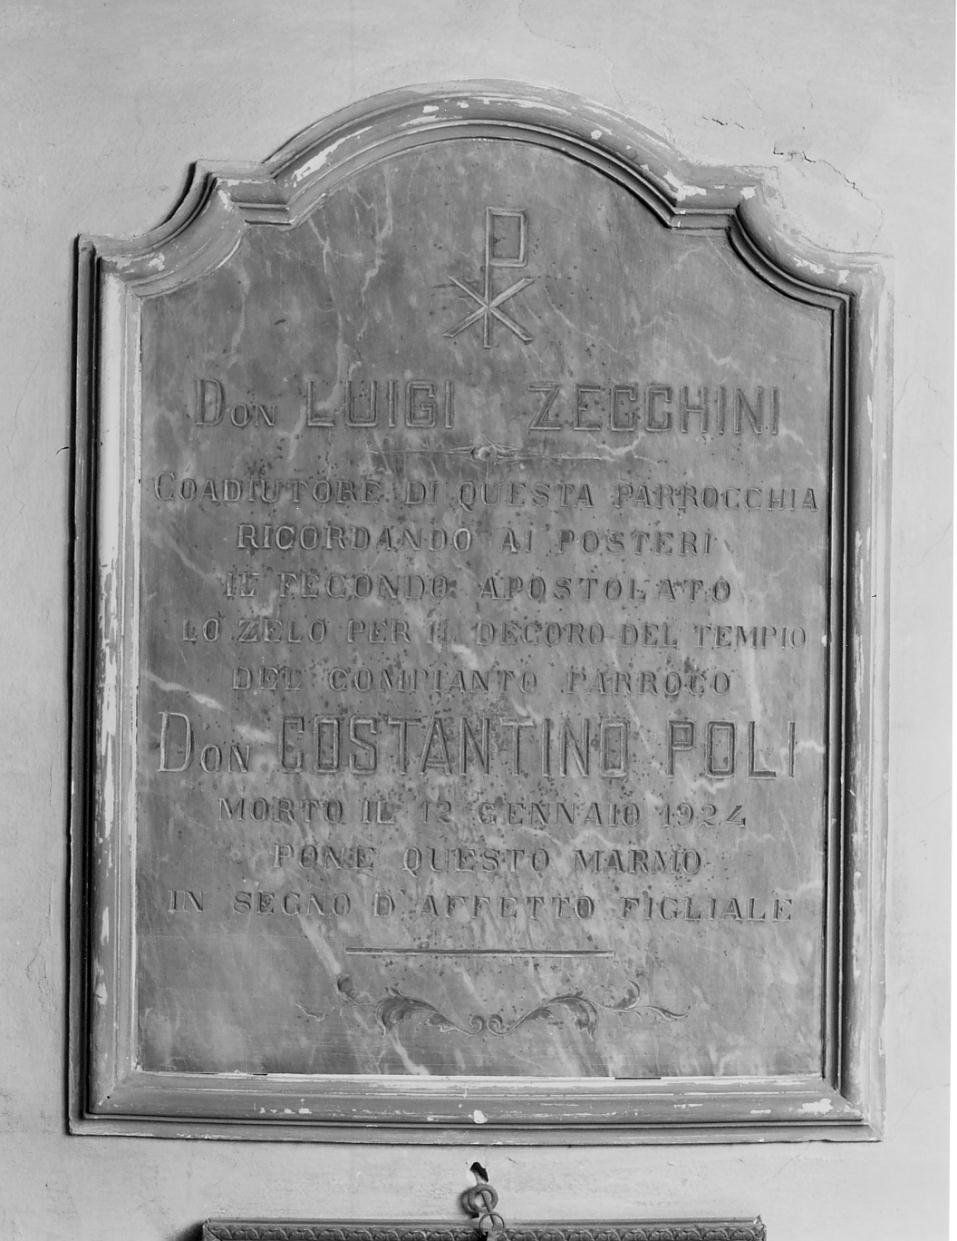 Don LUIGI ZECCHINI
COADIUTORE DI QUESTA PARROCCHIA
RICORDANDO AI POSTERI
IL FECONDO APOSTOLATO
LO ZELO PER IL DECORO DEL TEMPIO
DEL COMPIANTO PARROCO
Don COSTANTINO POLI
MORTO IL 12 GENNAIO 1924
PONE QUESTO MARMO
IN SEGNO D'AFFETTO FIGLIALE